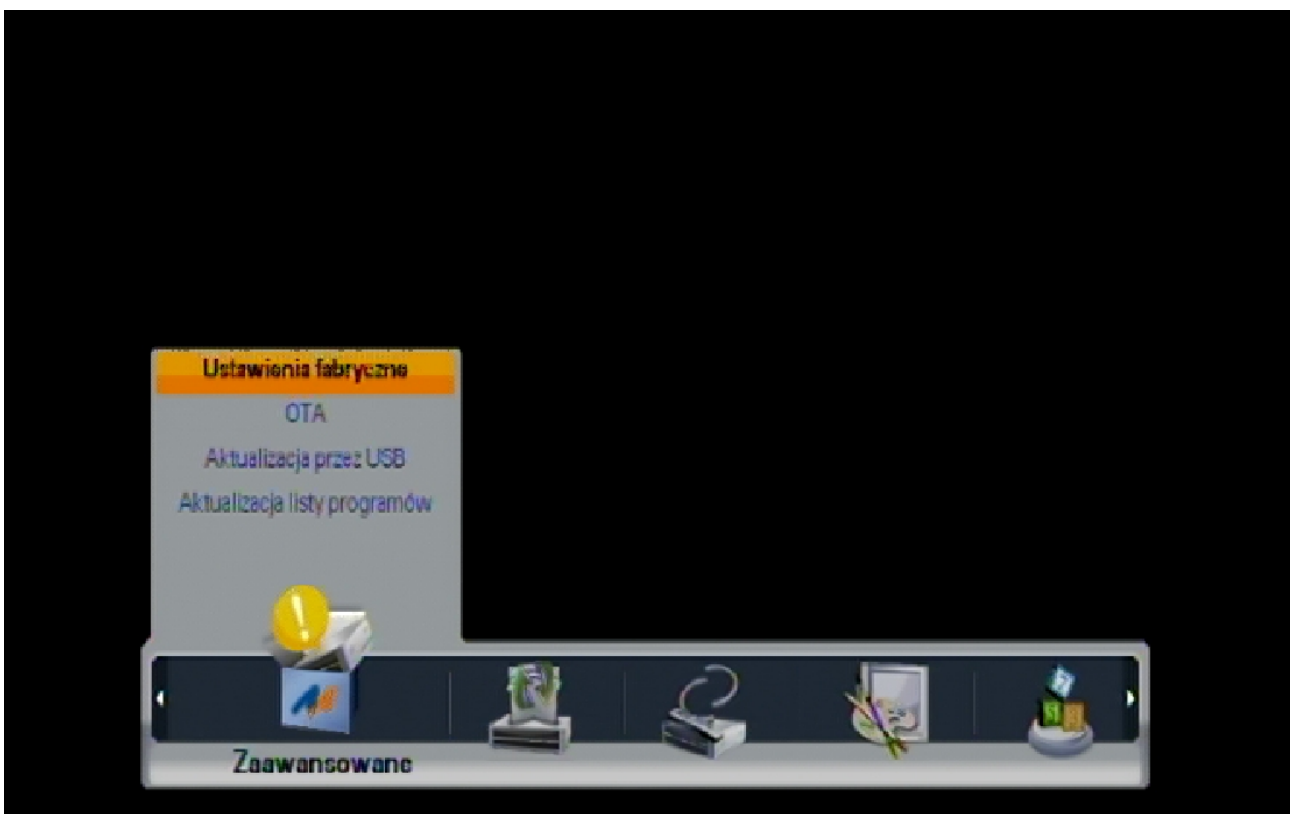 Ustawienia fabryczne
OTA
Aktualizacja przez USB
Aktualizacja listy programów
Zaawansowane